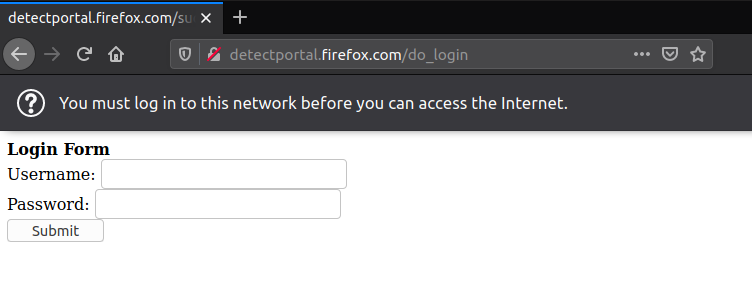 detectportal.firefox.com/su
detectportal.firefox.com/do_login
You must log in to this network before you can access the Internet.
Login Form
Username:
Password:
Submit